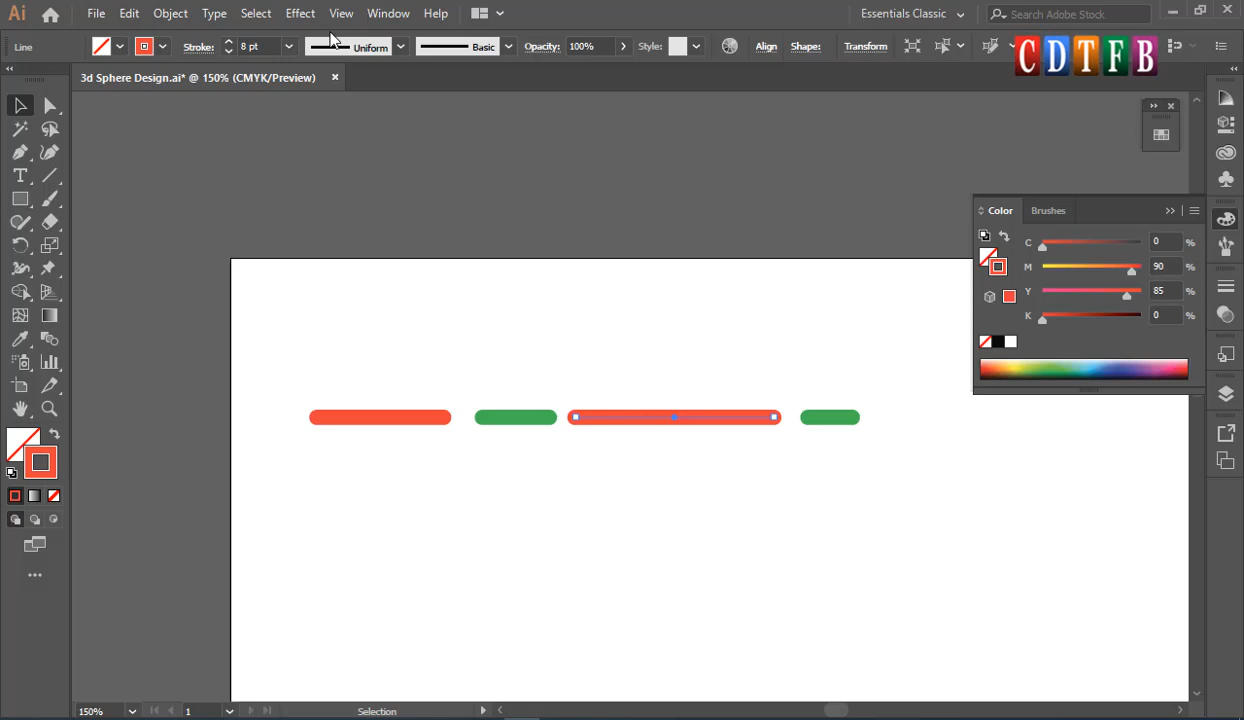 Ai File Edit Object Type Select Effect View Window Help Essentials Classic Search Adobe Stock
Line Stroke: 8 pt Uniform Basic Opacity: 100% Style: Align Shape: Transform
CDTFB
3d Sphere Design.ai* @ 150% (CMYK/Preview)
Color Brushes
C 0 %
M 90 %
Y 85 %
K 0 %
150% 1 Selection